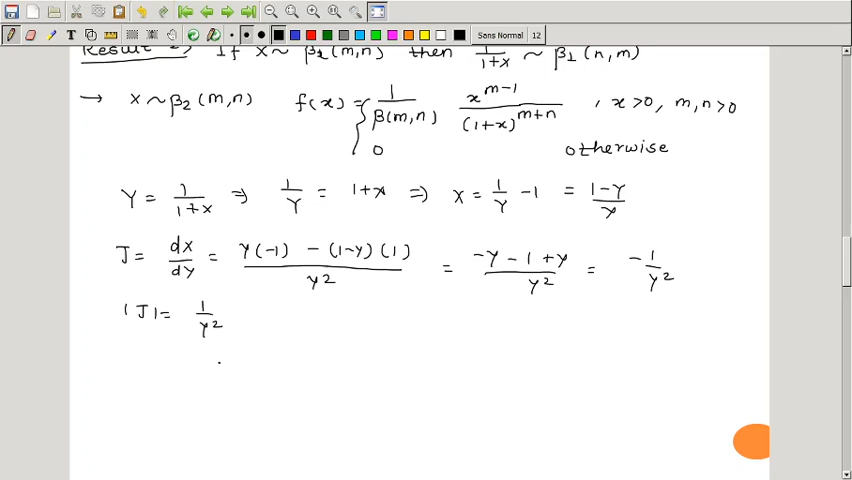 Sans Normal 12
Result If X ~ β₂(m,n) then 1/(1+x) ~ β₁(n,m)
→ X ~ β₂(m,n) f(x) = { 1/β(m,n) x^(m-1)/(1+x)^(m+n) , x>0, m,n>0
0 otherwise
Y = 1/(1+x) ⇒ 1/Y = 1+x ⇒ X = 1/Y - 1 = (1-Y)/Y
J = dx/dy = (Y(-1) - (1-Y)(1))/Y² = (-Y - 1 + Y)/Y² = -1/Y²
|J| = 1/Y²